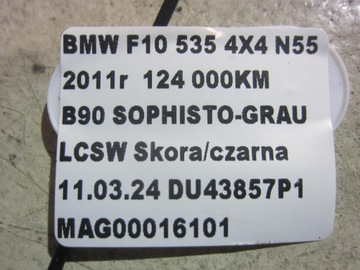 BMW F10 535 4X4 N55
2011r 124 000KM
B90 SOPHISTO-GRAU
LCSW Skora/czarna
11.03.24 DU43857P1
MAG00016101